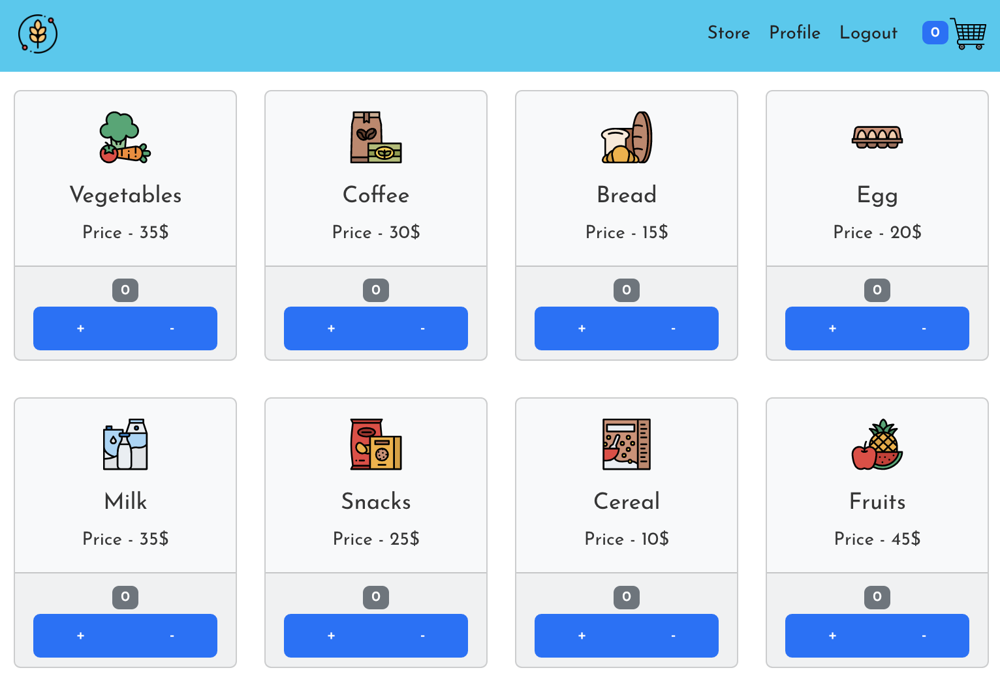 Store Profile Logout 0
Vegetables
Price - 35$
0
+ -
Coffee
Price - 30$
0
+ -
Bread
Price - 15$
0
+ -
Egg
Price - 20$
0
+ -
Milk
Price - 35$
0
+ -
Snacks
Price - 25$
0
+ -
Cereal
Price - 10$
0
+ -
Fruits
Price - 45$
0
+ -